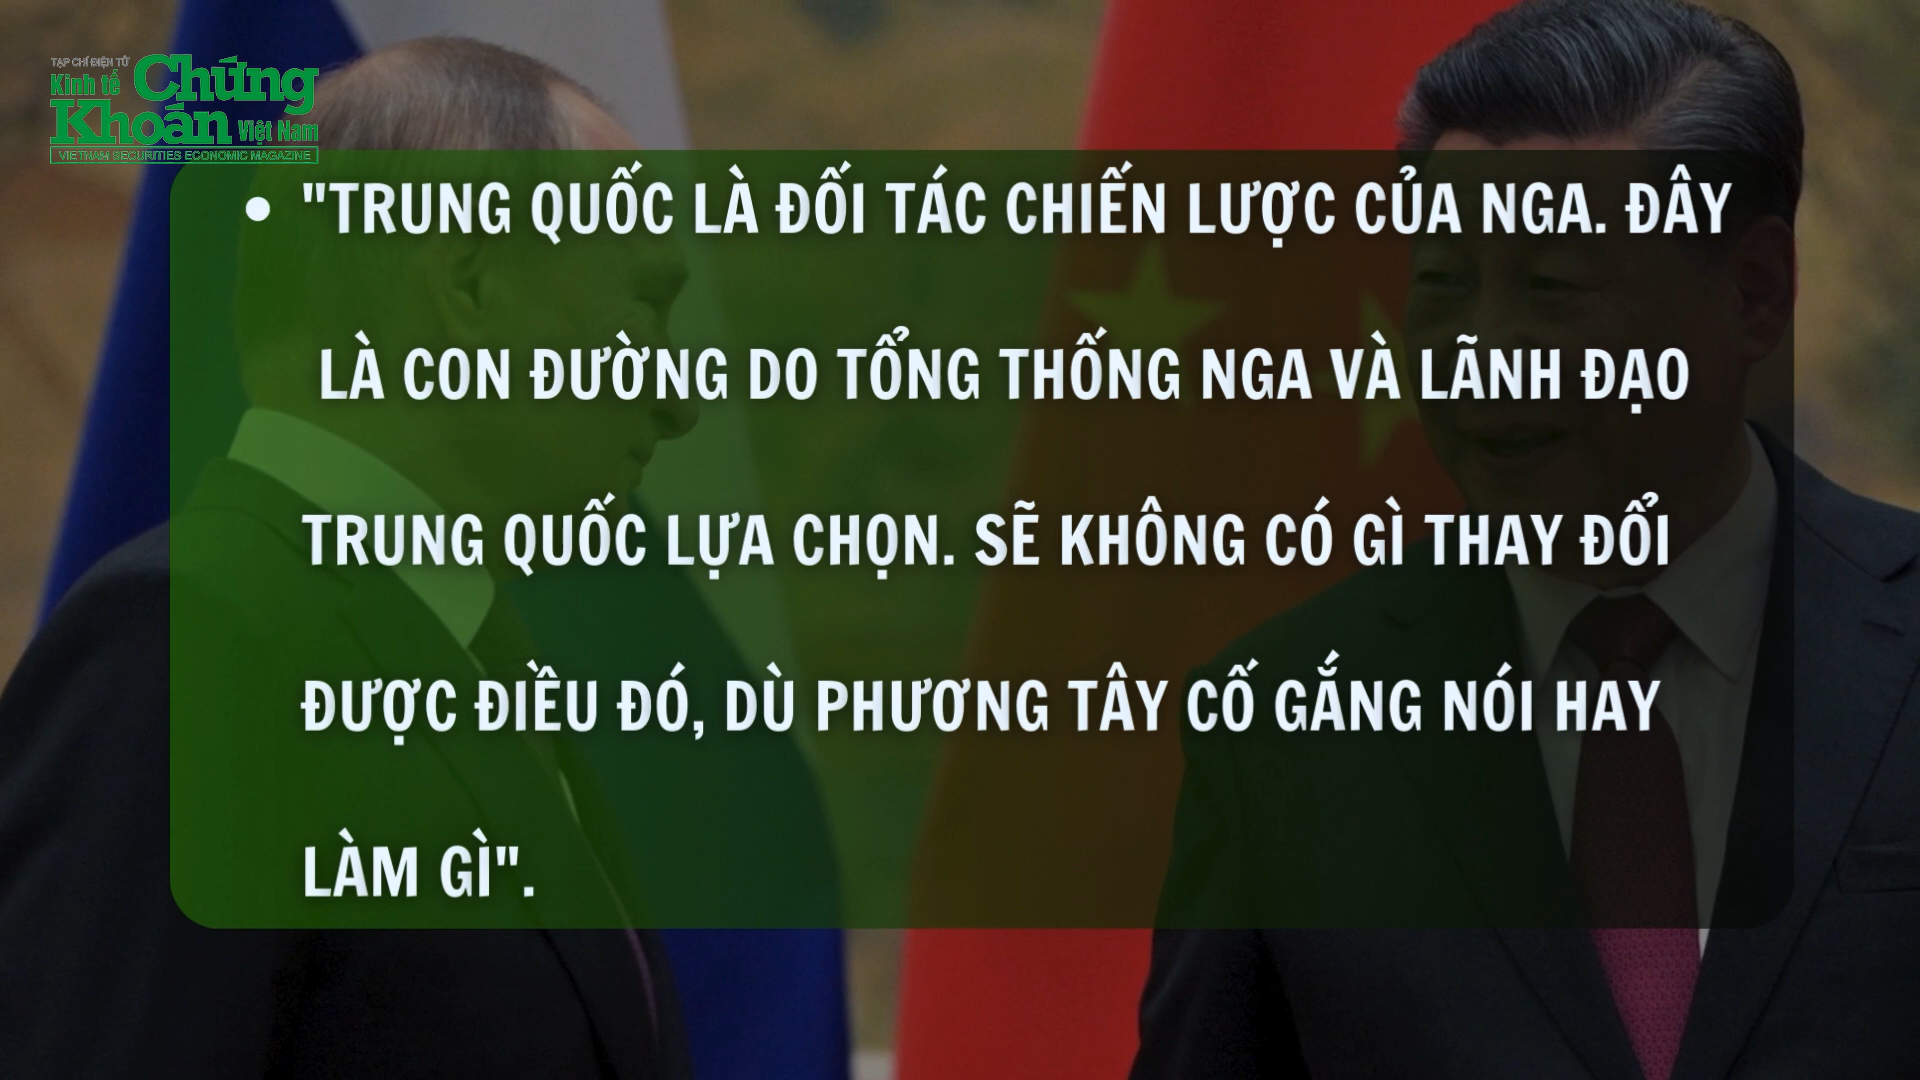 TẠP CHÍ ĐIỆN TỬ
Kinh tế Chứng
Khoán Việt Nam
VIETNAM SECURITIES ECONOMIC MAGAZINE
• "TRUNG QUỐC LÀ ĐỐI TÁC CHIẾN LƯỢC CỦA NGA. ĐÂY
LÀ CON ĐƯỜNG DO TỔNG THỐNG NGA VÀ LÃNH ĐẠO
TRUNG QUỐC LỰA CHỌN. SẼ KHÔNG CÓ GÌ THAY ĐỔI
ĐƯỢC ĐIỀU ĐÓ, DÙ PHƯƠNG TÂY CỐ GẮNG NÓI HAY
LÀM GÌ".